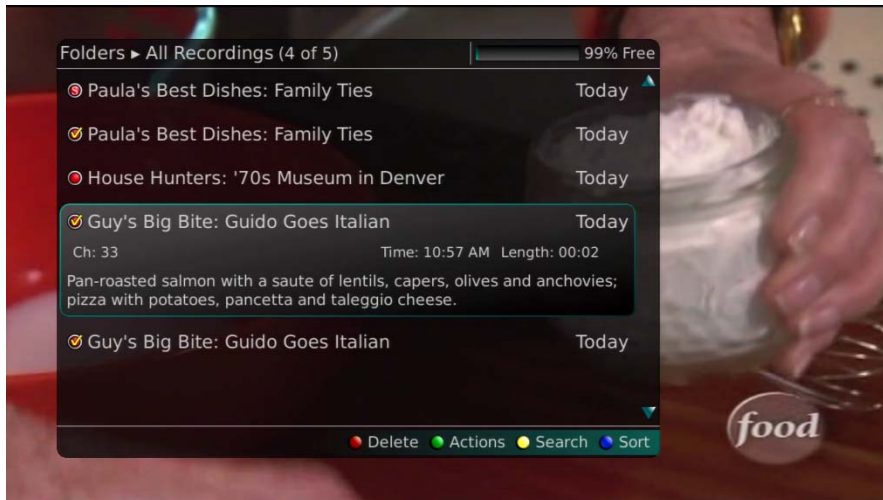 Folders ▸ All Recordings (4 of 5) 99% Free
S Paula's Best Dishes: Family Ties Today
Paula's Best Dishes: Family Ties Today
House Hunters: '70s Museum in Denver Today
Guy's Big Bite: Guido Goes Italian Today
Ch: 33 Time: 10:57 AM Length: 00:02
Pan-roasted salmon with a saute of lentils, capers, olives and anchovies;
pizza with potatoes, pancetta and taleggio cheese.
Guy's Big Bite: Guido Goes Italian Today
Delete Actions Search Sort
food